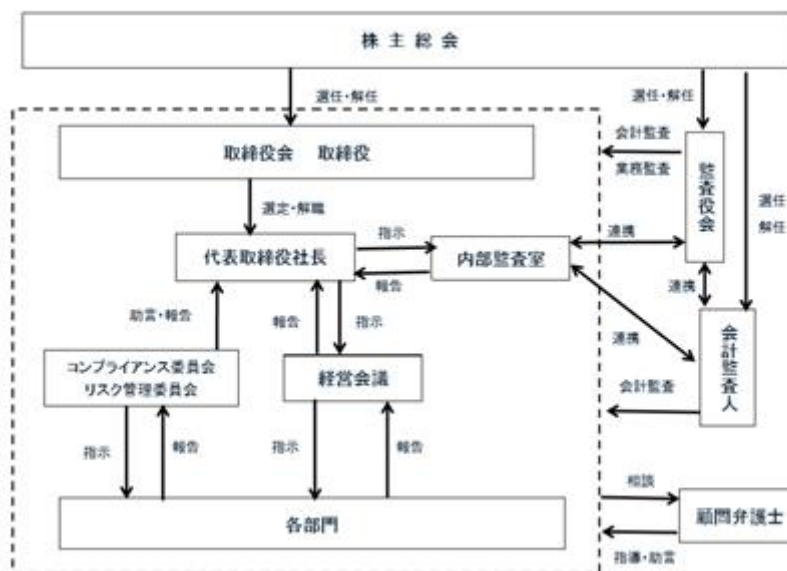 株主総会
選任・解任
選任・解任
取締役会 取締役
会計監査
業務監査
監査役会
選任
解任
選定・解職
代表取締役社長
指示
報告
内部監査室
連携
連携
連携
助言・報告
報告
指示
コンプライアンス委員会
リスク管理委員会
経営会議
会計監査人
会計監査
指示
報告
指示
報告
各部門
相談
顧問弁護士
指導・助言